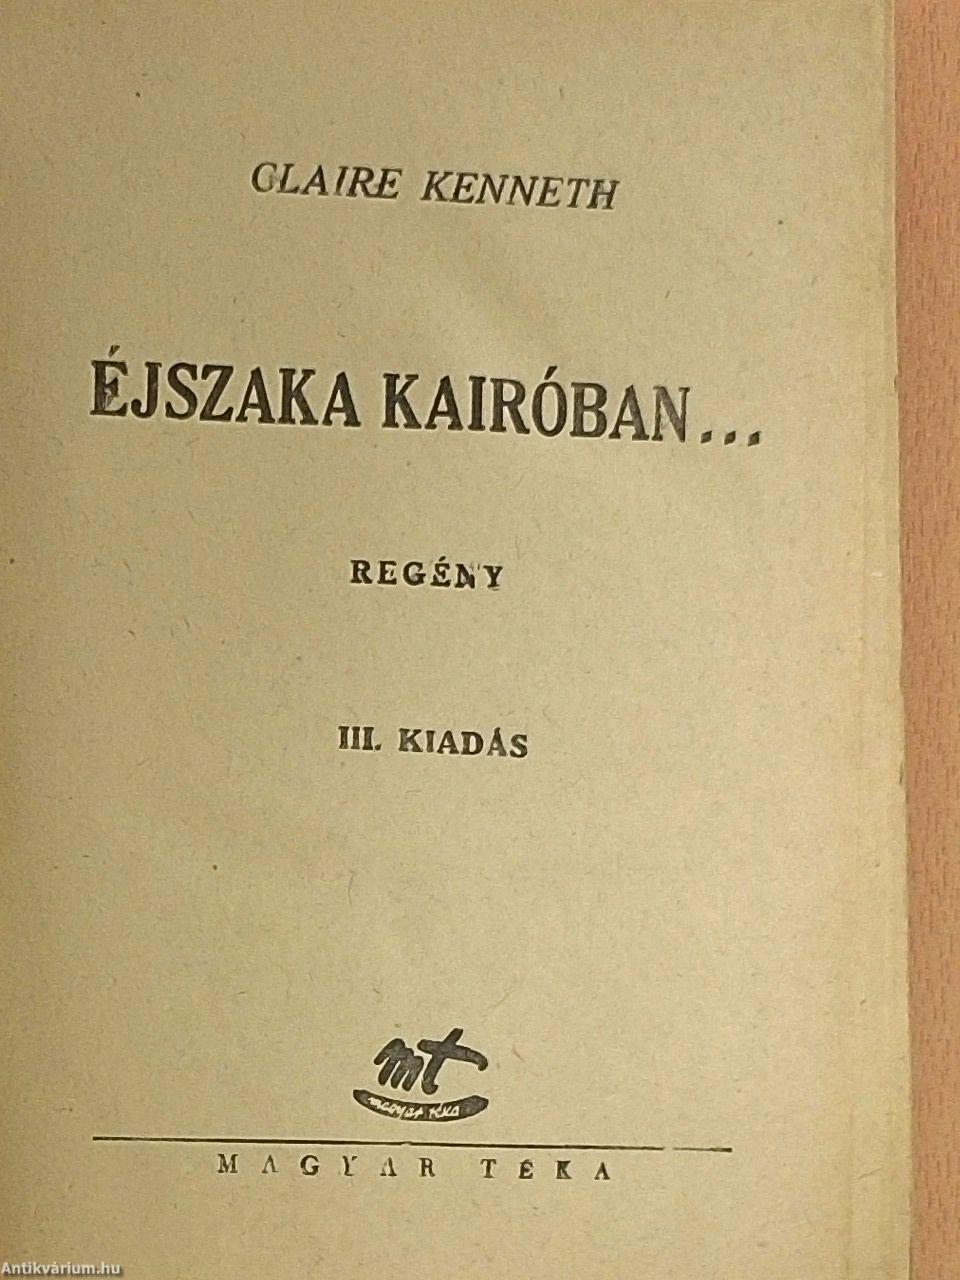 CLAIRE KENNETH
ÉJSZAKA KAIRÓBAN...
REGÉNY
III. KIADÁS
mt
MAGYAR TÉKA
Antikvárium.hu